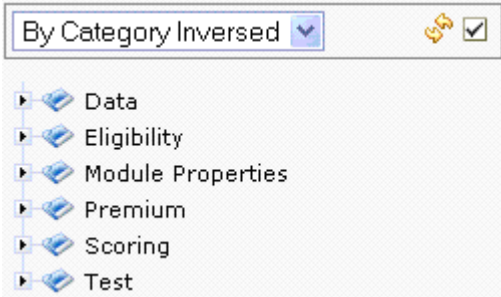 By Category Inversed
Data
Eligibility
Module Properties
Premium
Scoring
Test